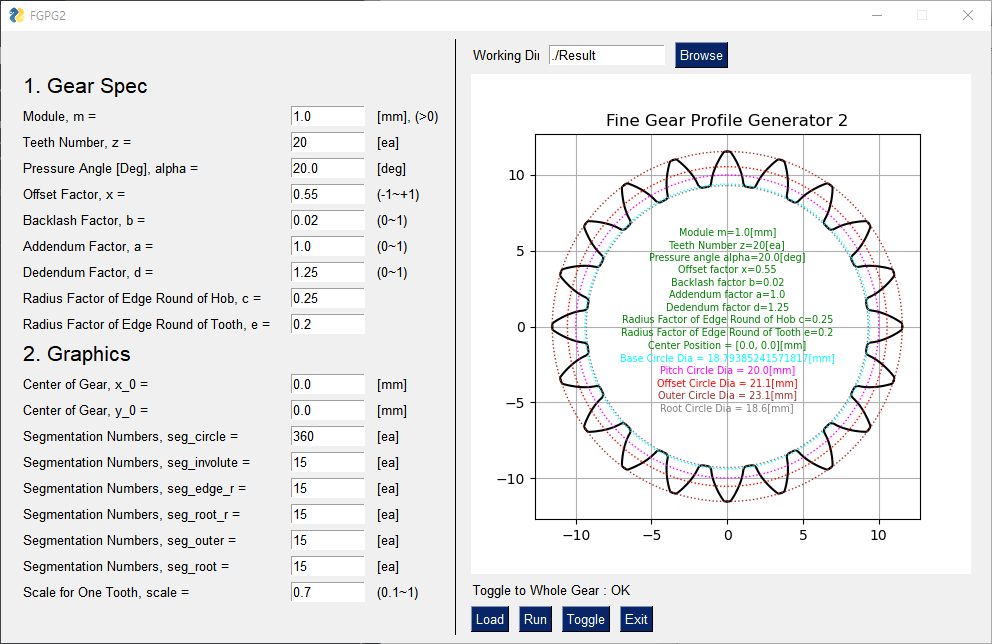 FGPG2
1. Gear Spec
Module, m = 1.0 [mm], (>0)
Teeth Number, z = 20 [ea]
Pressure Angle [Deg], alpha = 20.0 [deg]
Offset Factor, x = 0.55 (-1~+1)
Backlash Factor, b = 0.02 (0~1)
Addendum Factor, a = 1.0 (0~1)
Dedendum Factor, d = 1.25 (0~1)
Radius Factor of Edge Round of Hob, c = 0.25
Radius Factor of Edge Round of Tooth, e = 0.2
2. Graphics
Center of Gear, x_0 = 0.0 [mm]
Center of Gear, y_0 = 0.0 [mm]
Segmentation Numbers, seg_circle = 360 [ea]
Segmentation Numbers, seg_involute = 15 [ea]
Segmentation Numbers, seg_edge_r = 15 [ea]
Segmentation Numbers, seg_root_r = 15 [ea]
Segmentation Numbers, seg_outer = 15 [ea]
Segmentation Numbers, seg_root = 15 [ea]
Scale for One Tooth, scale = 0.7 (0.1~1)
Working Dir ./Result Browse
Fine Gear Profile Generator 2
10
5
0
−5
−10
Module m=1.0[mm]
Teeth Number z=20[ea]
Pressure angle alpha=20.0[deg]
Offset factor x=0.55
Backlash factor b=0.02
Addendum factor a=1.0
Dedendum factor d=1.25
Radius Factor of Edge Round of Hob c=0.25
Radius Factor of Edge Round of Tooth e=0.2
Center Position = [0.0, 0.0][mm]
Base Circle Dia = 18.79385241571817[mm]
Pitch Circle Dia = 20.0[mm]
Offset Circle Dia = 21.1[mm]
Outer Circle Dia = 23.1[mm]
Root Circle Dia = 18.6[mm]
−10 −5 0 5 10
Toggle to Whole Gear : OK
Load Run Toggle Exit